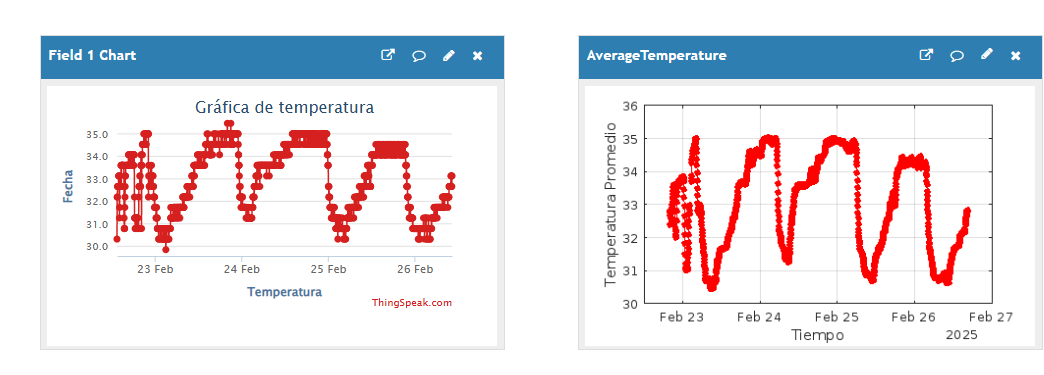 Field 1 Chart
Gráfica de temperatura
35.0
34.0
33.0
32.0
31.0
30.0
Fecha
23 Feb 24 Feb 25 Feb 26 Feb
Temperatura
ThingSpeak.com
AverageTemperature
36
35
34
33
32
31
30
Temperatura Promedio
Feb 23 Feb 24 Feb 25 Feb 26 Feb 27
Tiempo
2025